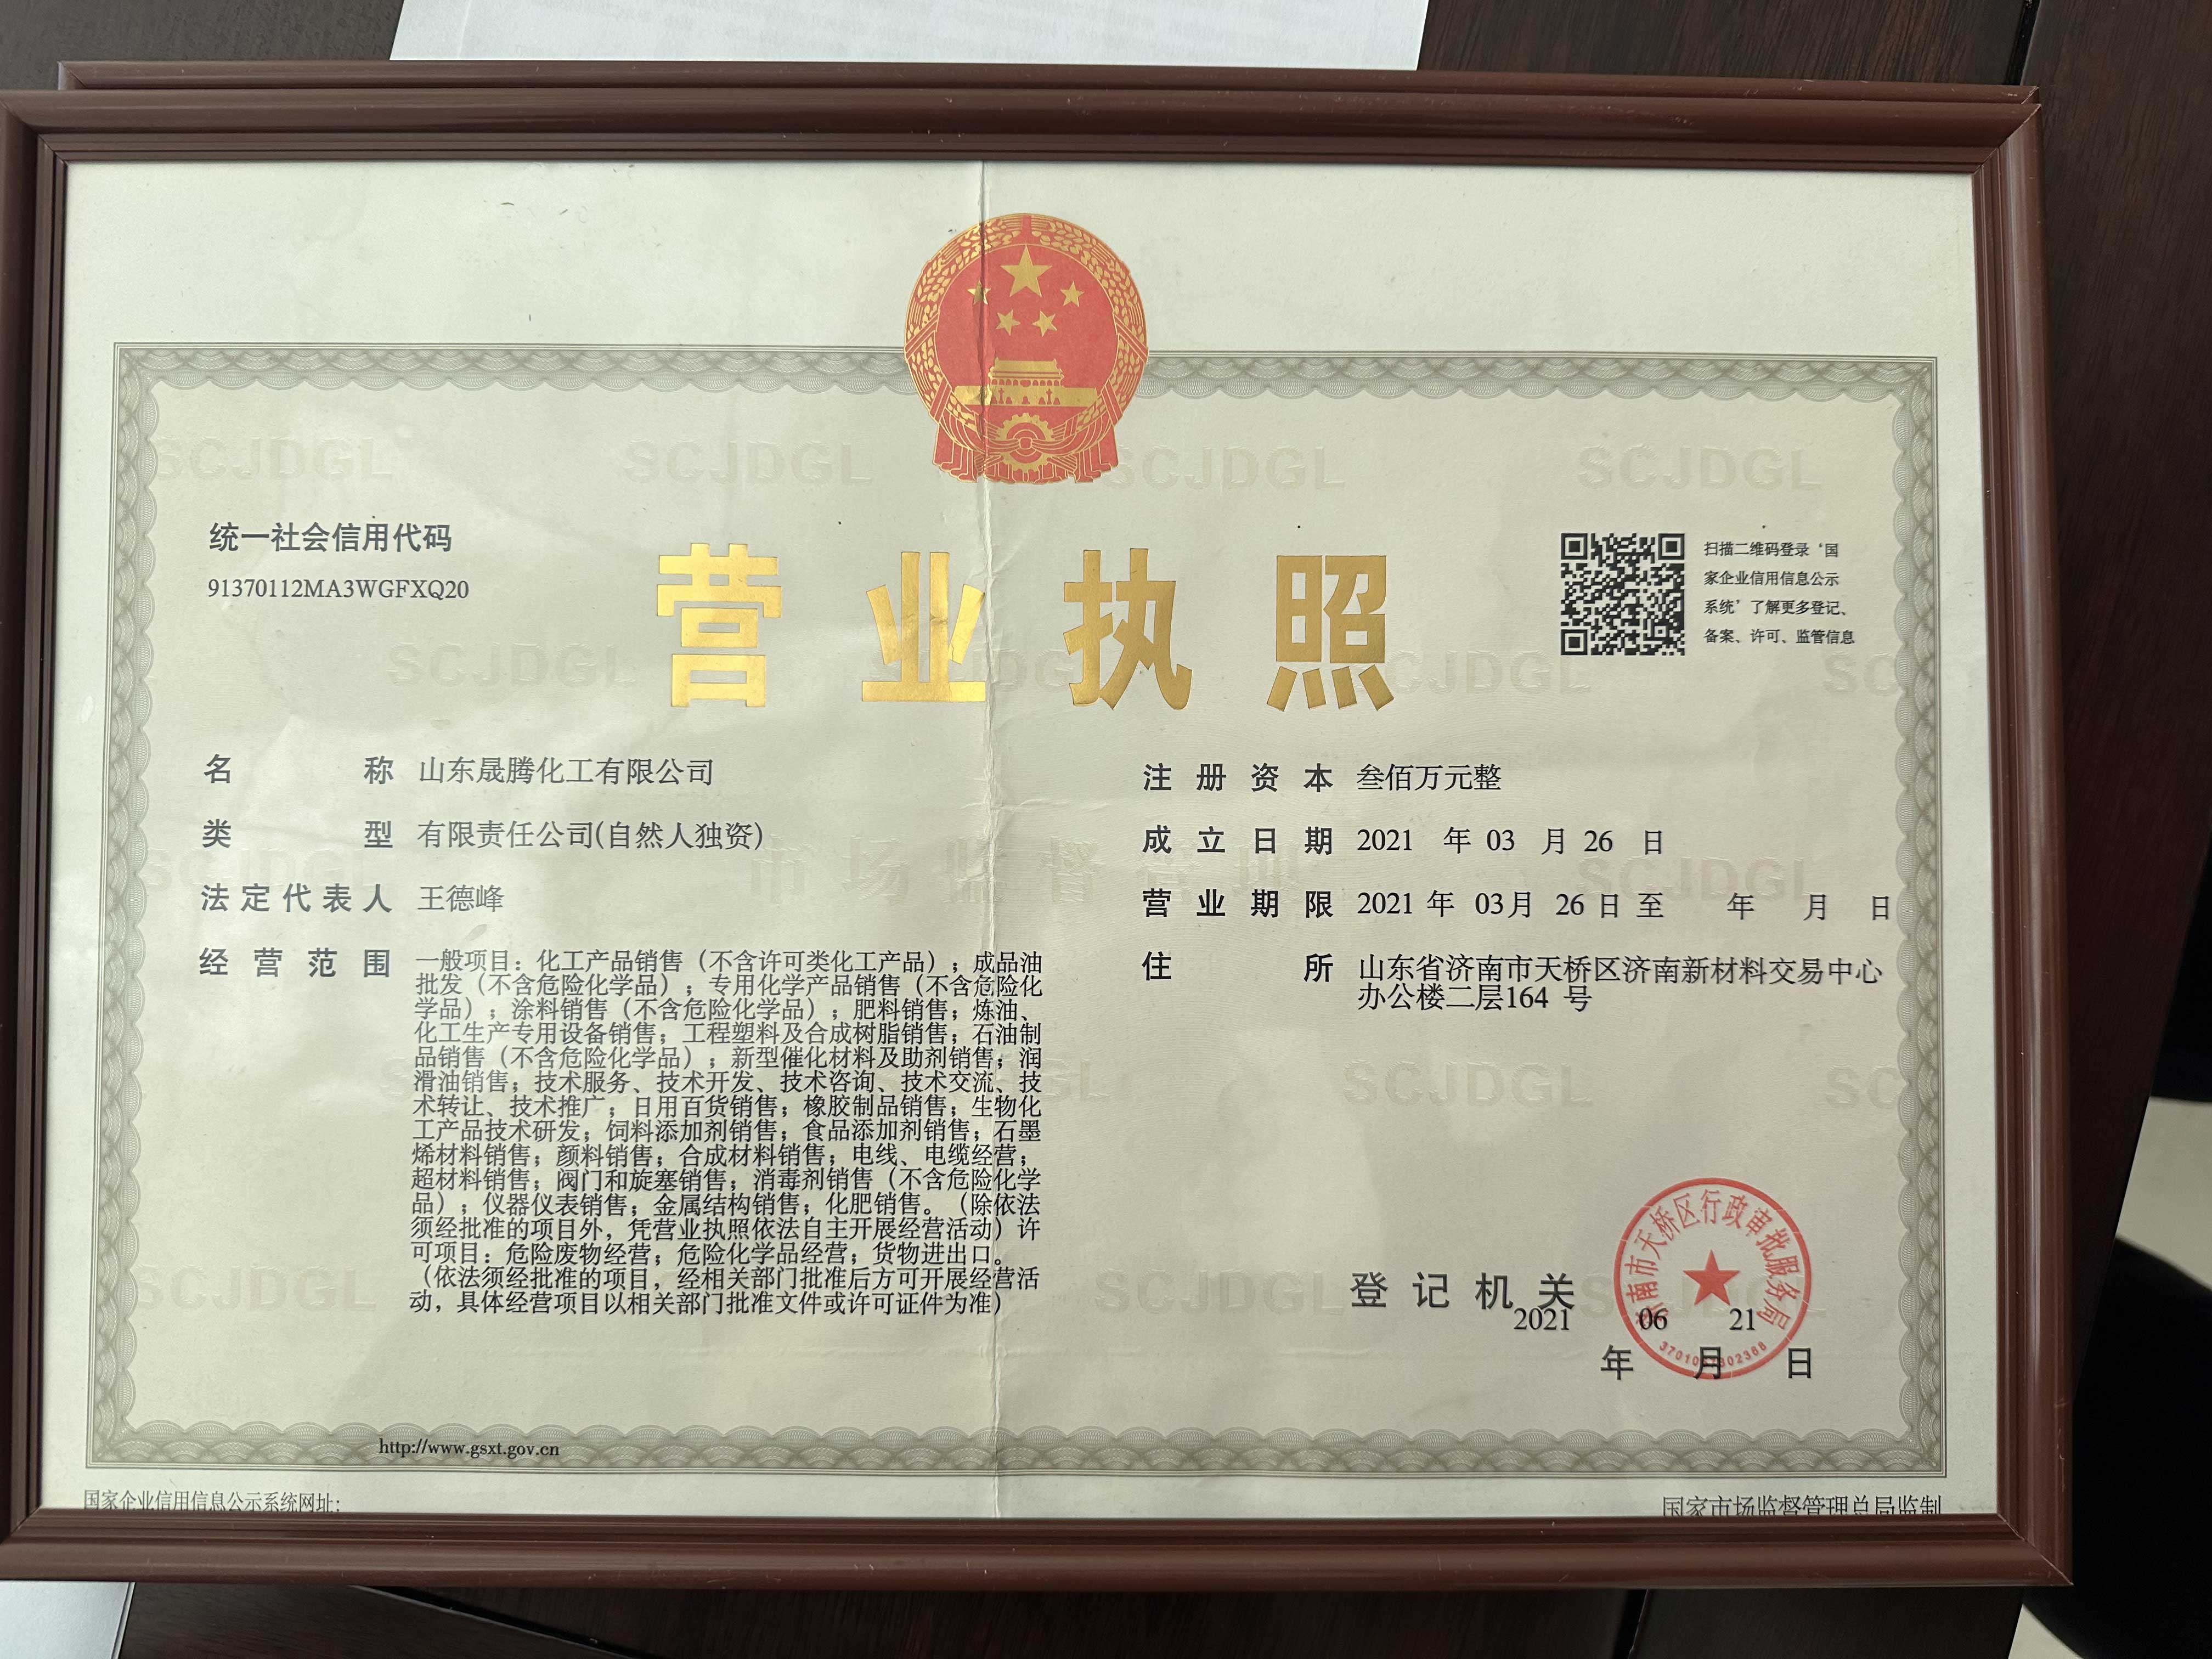 统一社会信用代码
91370112MA3WGFXQ20
营业执照
扫描二维码登录‘国
家企业信用信息公示
系统’了解更多登记、
备案、许可、监管信息
名称 山东晟腾化工有限公司
类型 有限责任公司(自然人独资)
法定代表人 王德峰
经营范围 一般项目：化工产品销售（不含许可类化工产品）；成品油
批发（不含危险化学品）；专用化学产品销售（不含危险化
学品）；涂料销售（不含危险化学品）；肥料销售；炼油、
化工生产专用设备销售；工程塑料及合成树脂销售；石油制
品销售（不含危险化学品）；新型催化材料及助剂销售；润
滑油销售；技术服务、技术开发、技术咨询、技术交流、技
术转让、技术推广；日用百货销售；橡胶制品销售；生物化
工产品技术研发；饲料添加剂销售；食品添加剂销售；石墨
烯材料销售；颜料销售；合成材料销售；电线、电缆经营；
超材料销售；阀门和旋塞销售；消毒剂销售（不含危险化学
品）；仪器仪表销售；金属结构销售；化肥销售。（除依法
须经批准的项目外，凭营业执照依法自主开展经营活动）许
可项目：危险废物经营；危险化学品经营；货物进出口。
（依法须经批准的项目，经相关部门批准后方可开展经营活
动，具体经营项目以相关部门批准文件或许可证件为准）
注册资本 叁佰万元整
成立日期 2021 年 03 月 26 日
营业期限 2021 年 03月 26 日 至 年 月 日
住所 山东省济南市天桥区济南新材料交易中心
办公楼二层164 号
登记机关
济南市天桥区行政审批服务局
2021 06 21
年 月 日
http://www.gsxt.gov.cn
国家企业信用信息公示系统网址：
国家市场监督管理总局监制
SCJDGL
市场监督管理